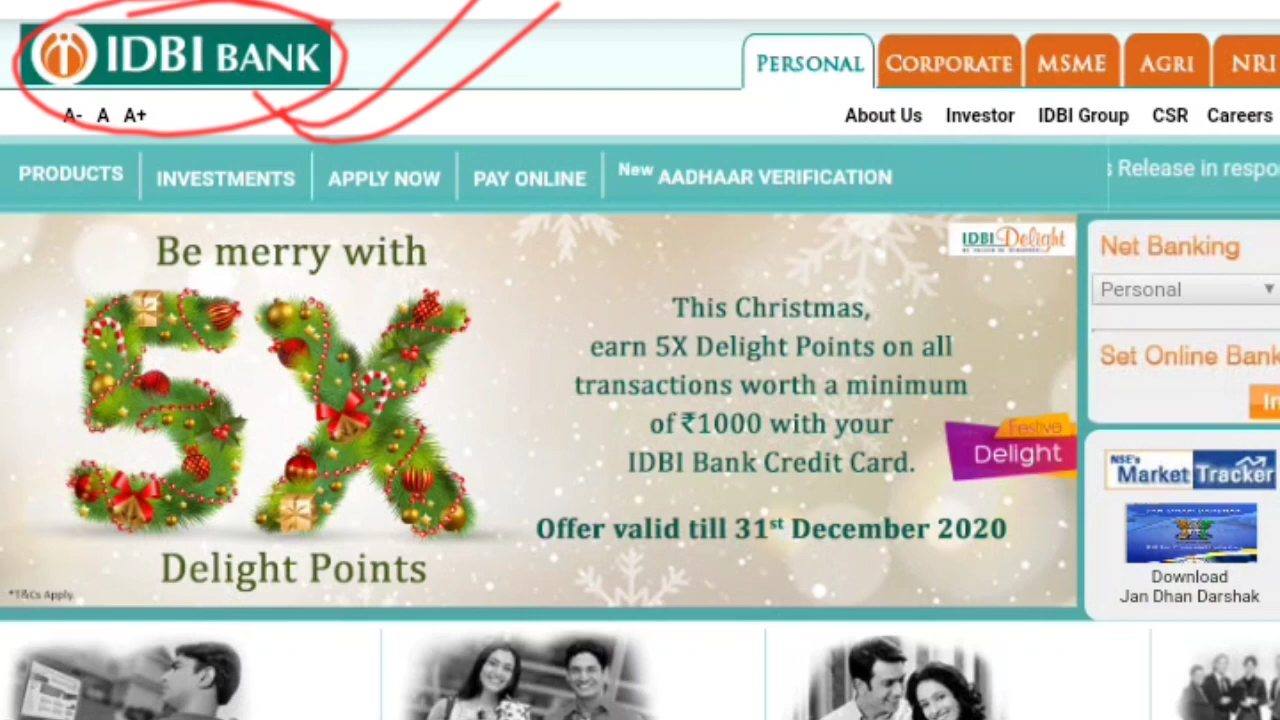 IDBI BANK
PERSONAL
CORPORATE
MSME
AGRI
NRI
A- A A+
About Us Investor IDBI Group CSR Careers
PRODUCTS
INVESTMENTS
APPLY NOW
PAY ONLINE
New AADHAAR VERIFICATION
s Release in respo
Be merry with
5X
Delight Points
*T&Cs Apply.
IDBI Delight
This Christmas,
earn 5X Delight Points on all
transactions worth a minimum
of ₹1000 with your
IDBI Bank Credit Card.
Festive
Delight
Offer valid till 31st December 2020
Net Banking
Personal
Set Online Bank
In
NSE's
Market Tracker
Download
Jan Dhan Darshak